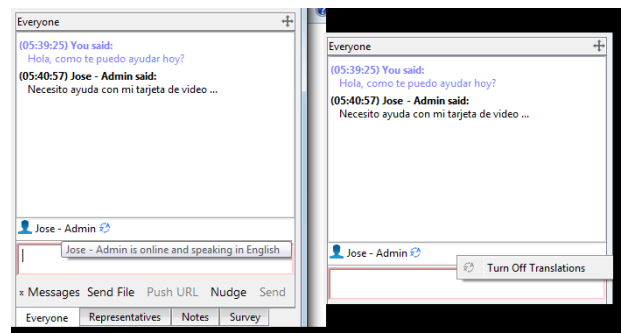 Everyone
(05:39:25) You said:
Hola, como te puedo ayudar hoy?
(05:40:57) Jose - Admin said:
Necesito ayuda con mi tarjeta de video ...
Jose - Admin
Jose - Admin is online and speaking in English
x Messages Send File Push URL Nudge Send
Everyone Representatives Notes Survey
Everyone
(05:39:25) You said:
Hola, como te puedo ayudar hoy?
(05:40:57) Jose - Admin said:
Necesito ayuda con mi tarjeta de video ...
Jose - Admin
Turn Off Translations